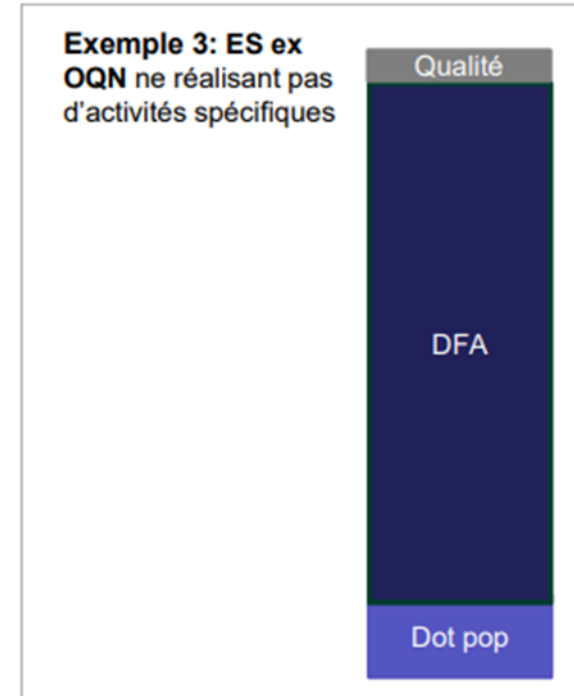 Exemple 3: ES ex
OQN ne réalisant pas
d'activités spécifiques
Qualité
DFA
Dot pop